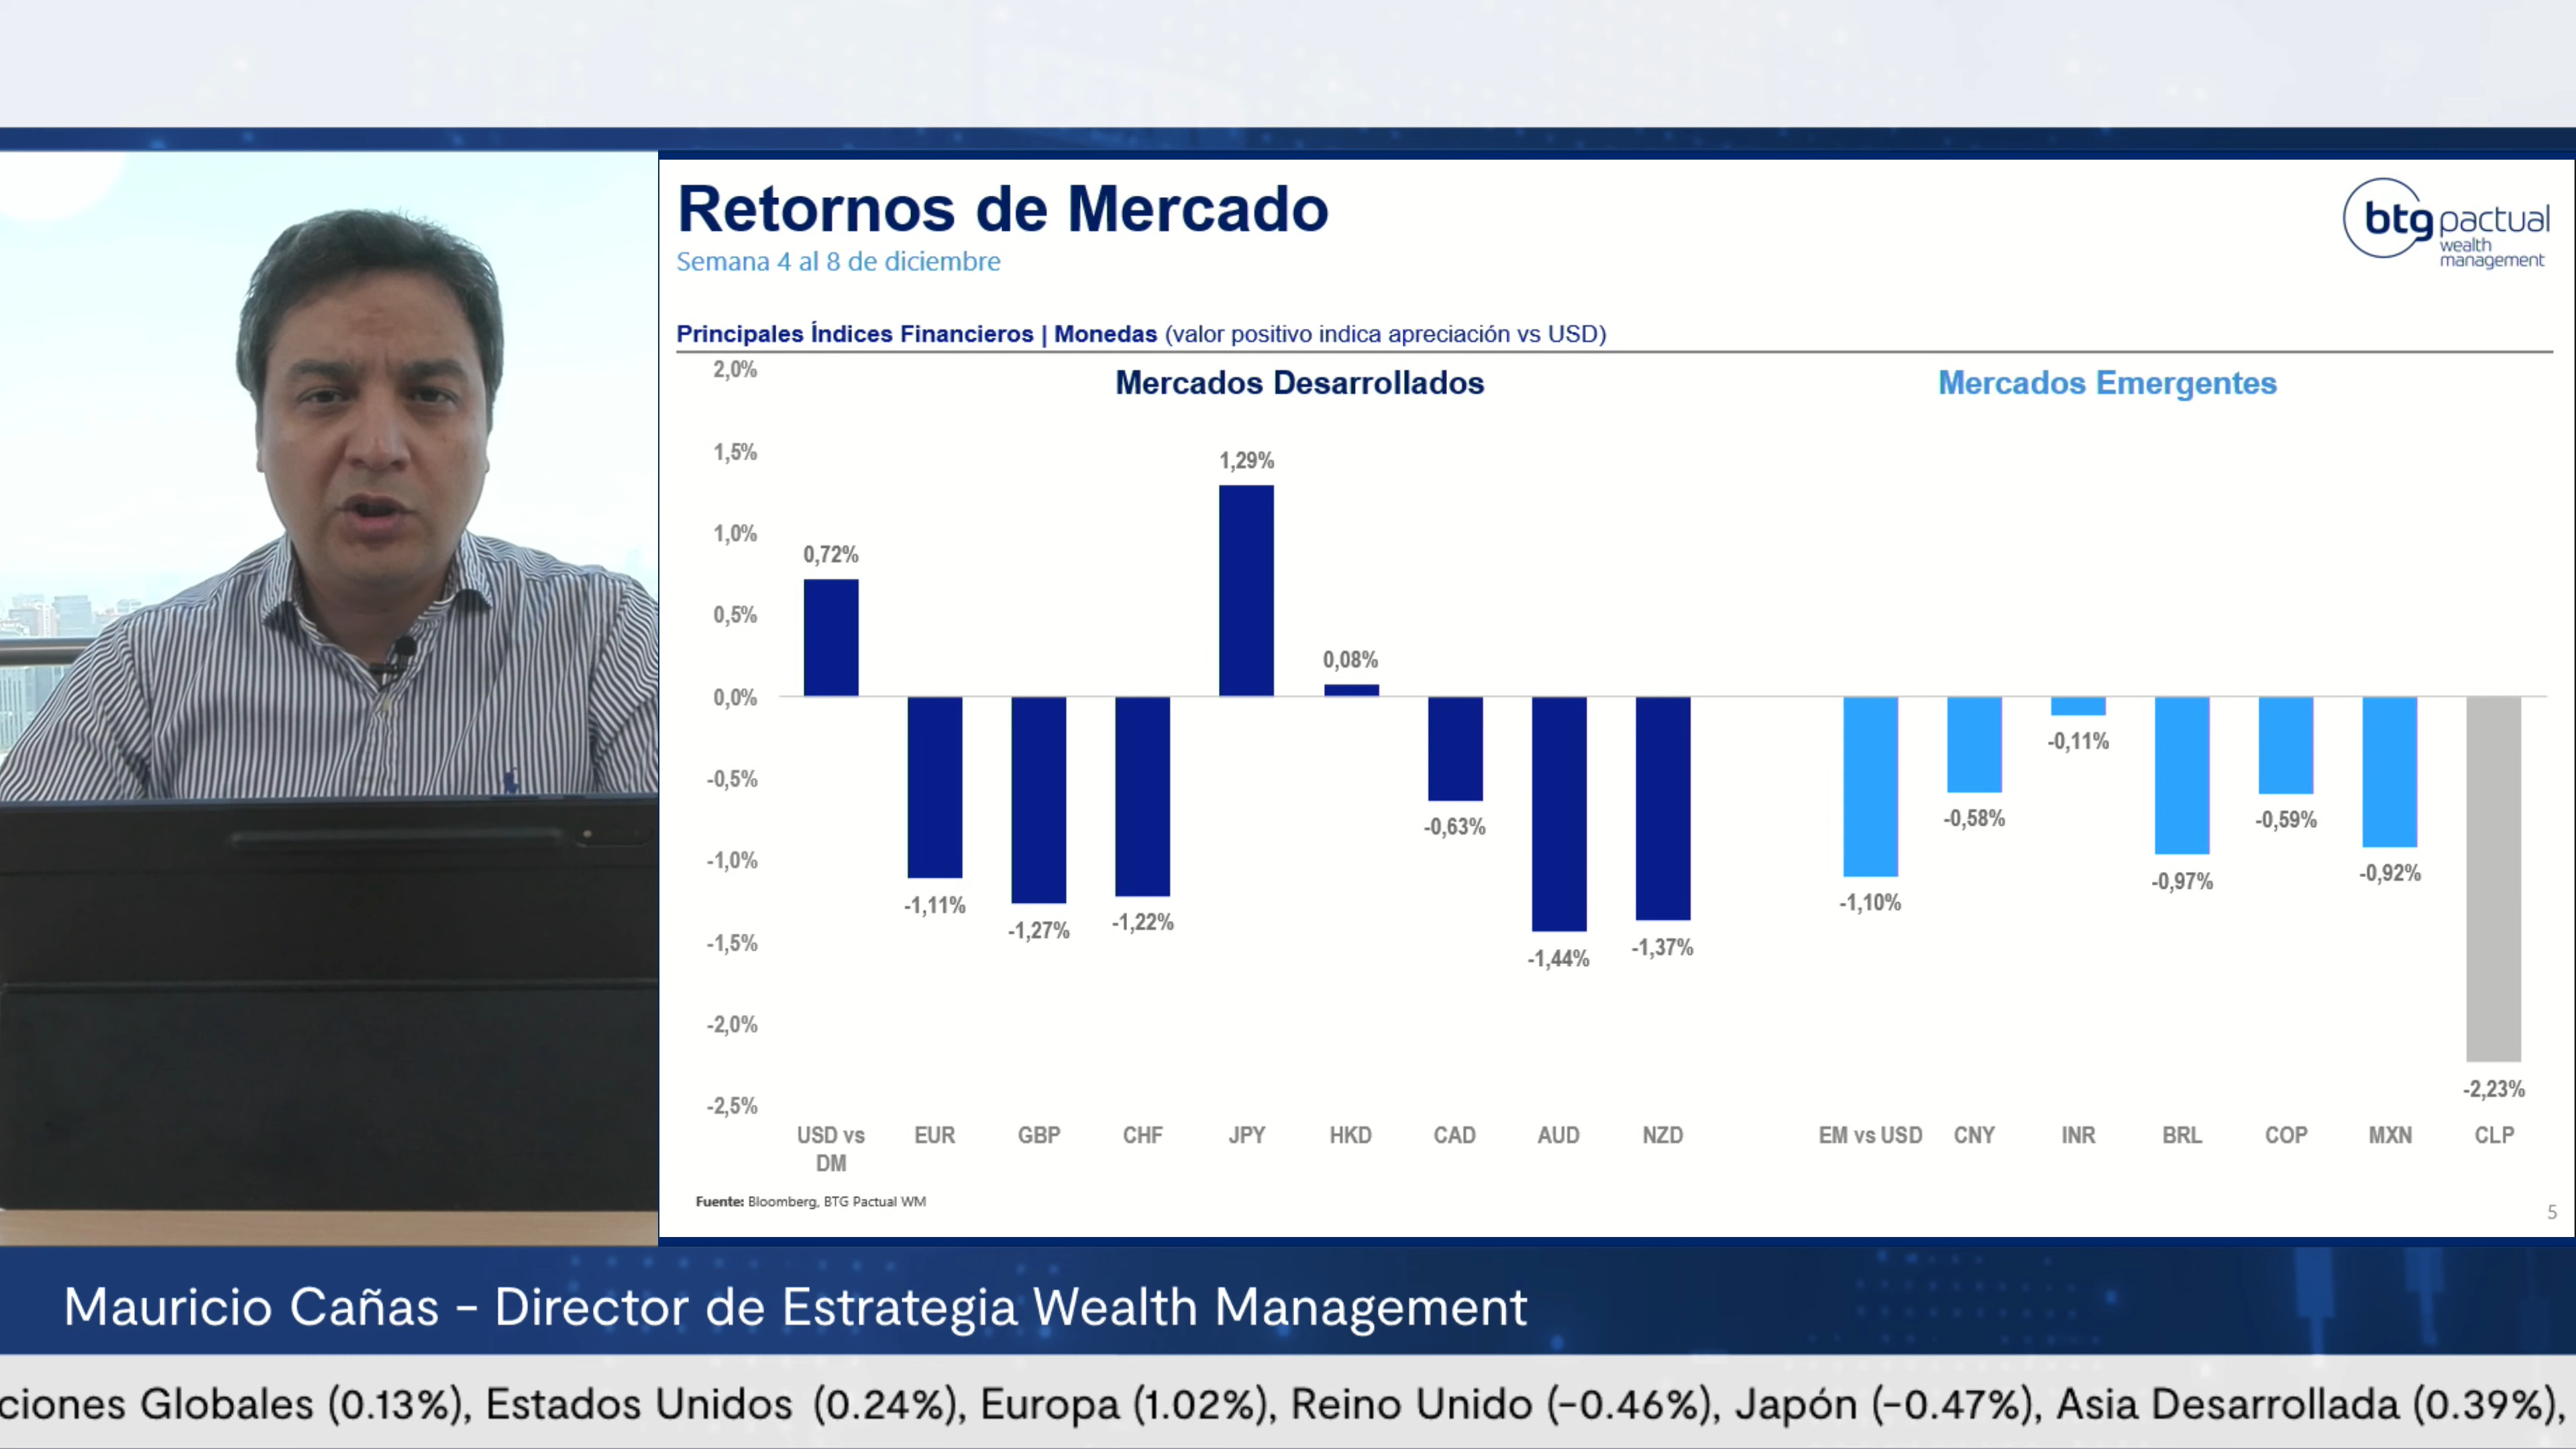 Retornos de Mercado
Semana 4 al 8 de diciembre
btg pactual
wealth
management
Principales Índices Financieros | Monedas (valor positivo indica apreciación vs USD)
Mercados Desarrollados
Mercados Emergentes
2,0%
1,5%
1,0%
0,5%
0,0%
-0,5%
-1,0%
-1,5%
-2,0%
-2,5%
0,72%
-1,11%
-1,27%
-1,22%
1,29%
0,08%
-0,63%
-1,44%
-1,37%
-1,10%
-0,58%
-0,11%
-0,97%
-0,59%
-0,92%
-2,23%
USD vs DM
EUR
GBP
CHF
JPY
HKD
CAD
AUD
NZD
EM vs USD
CNY
INR
BRL
COP
MXN
CLP
Fuente: Bloomberg, BTG Pactual WM
5
Mauricio Cañas - Director de Estrategia Wealth Management
ciones Globales (0.13%), Estados Unidos (0.24%), Europa (1.02%), Reino Unido (-0.46%), Japón (-0.47%), Asia Desarrollada (0.39%),